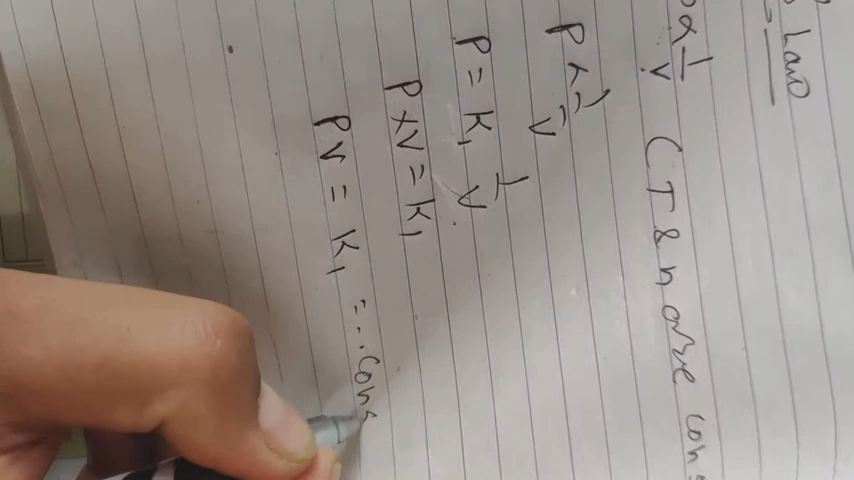 Law
∝ 1/V (T & n are cons
P ∝ 1/V
P = K₁ 1/V
P×V = K₁
PV = K₁ = ...Cons